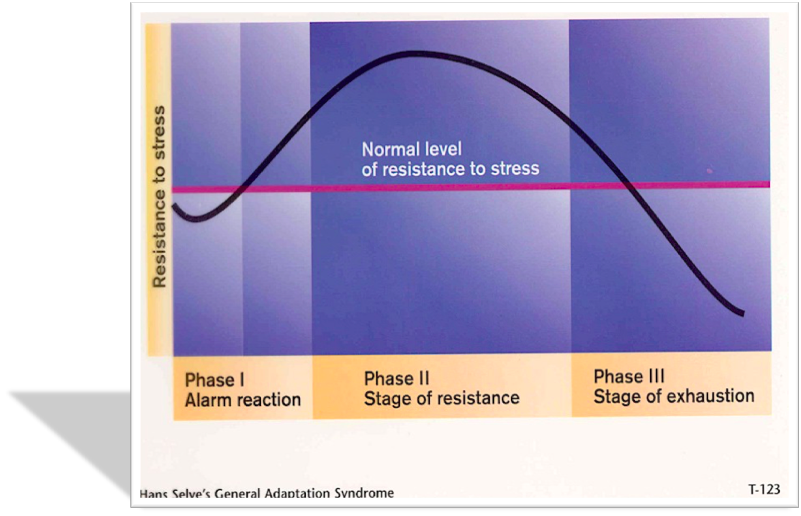 Resistance to stress
Normal level
of resistance to stress
Phase I
Alarm reaction
Phase II
Stage of resistance
Phase III
Stage of exhaustion
Hans Selye's General Adaptation Syndrome
T-123